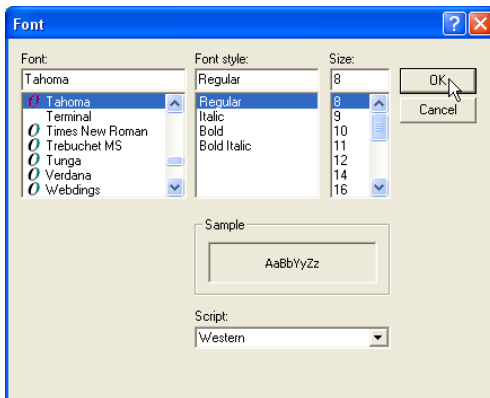 Font
Font:
Tahoma
Tahoma
Terminal
Times New Roman
Trebuchet MS
Tunga
Verdana
Webdings
Font style:
Regular
Regular
Italic
Bold
Bold Italic
Size:
8
8
9
10
11
12
14
16
OK
Cancel
Sample
AaBbYyZz
Script:
Western